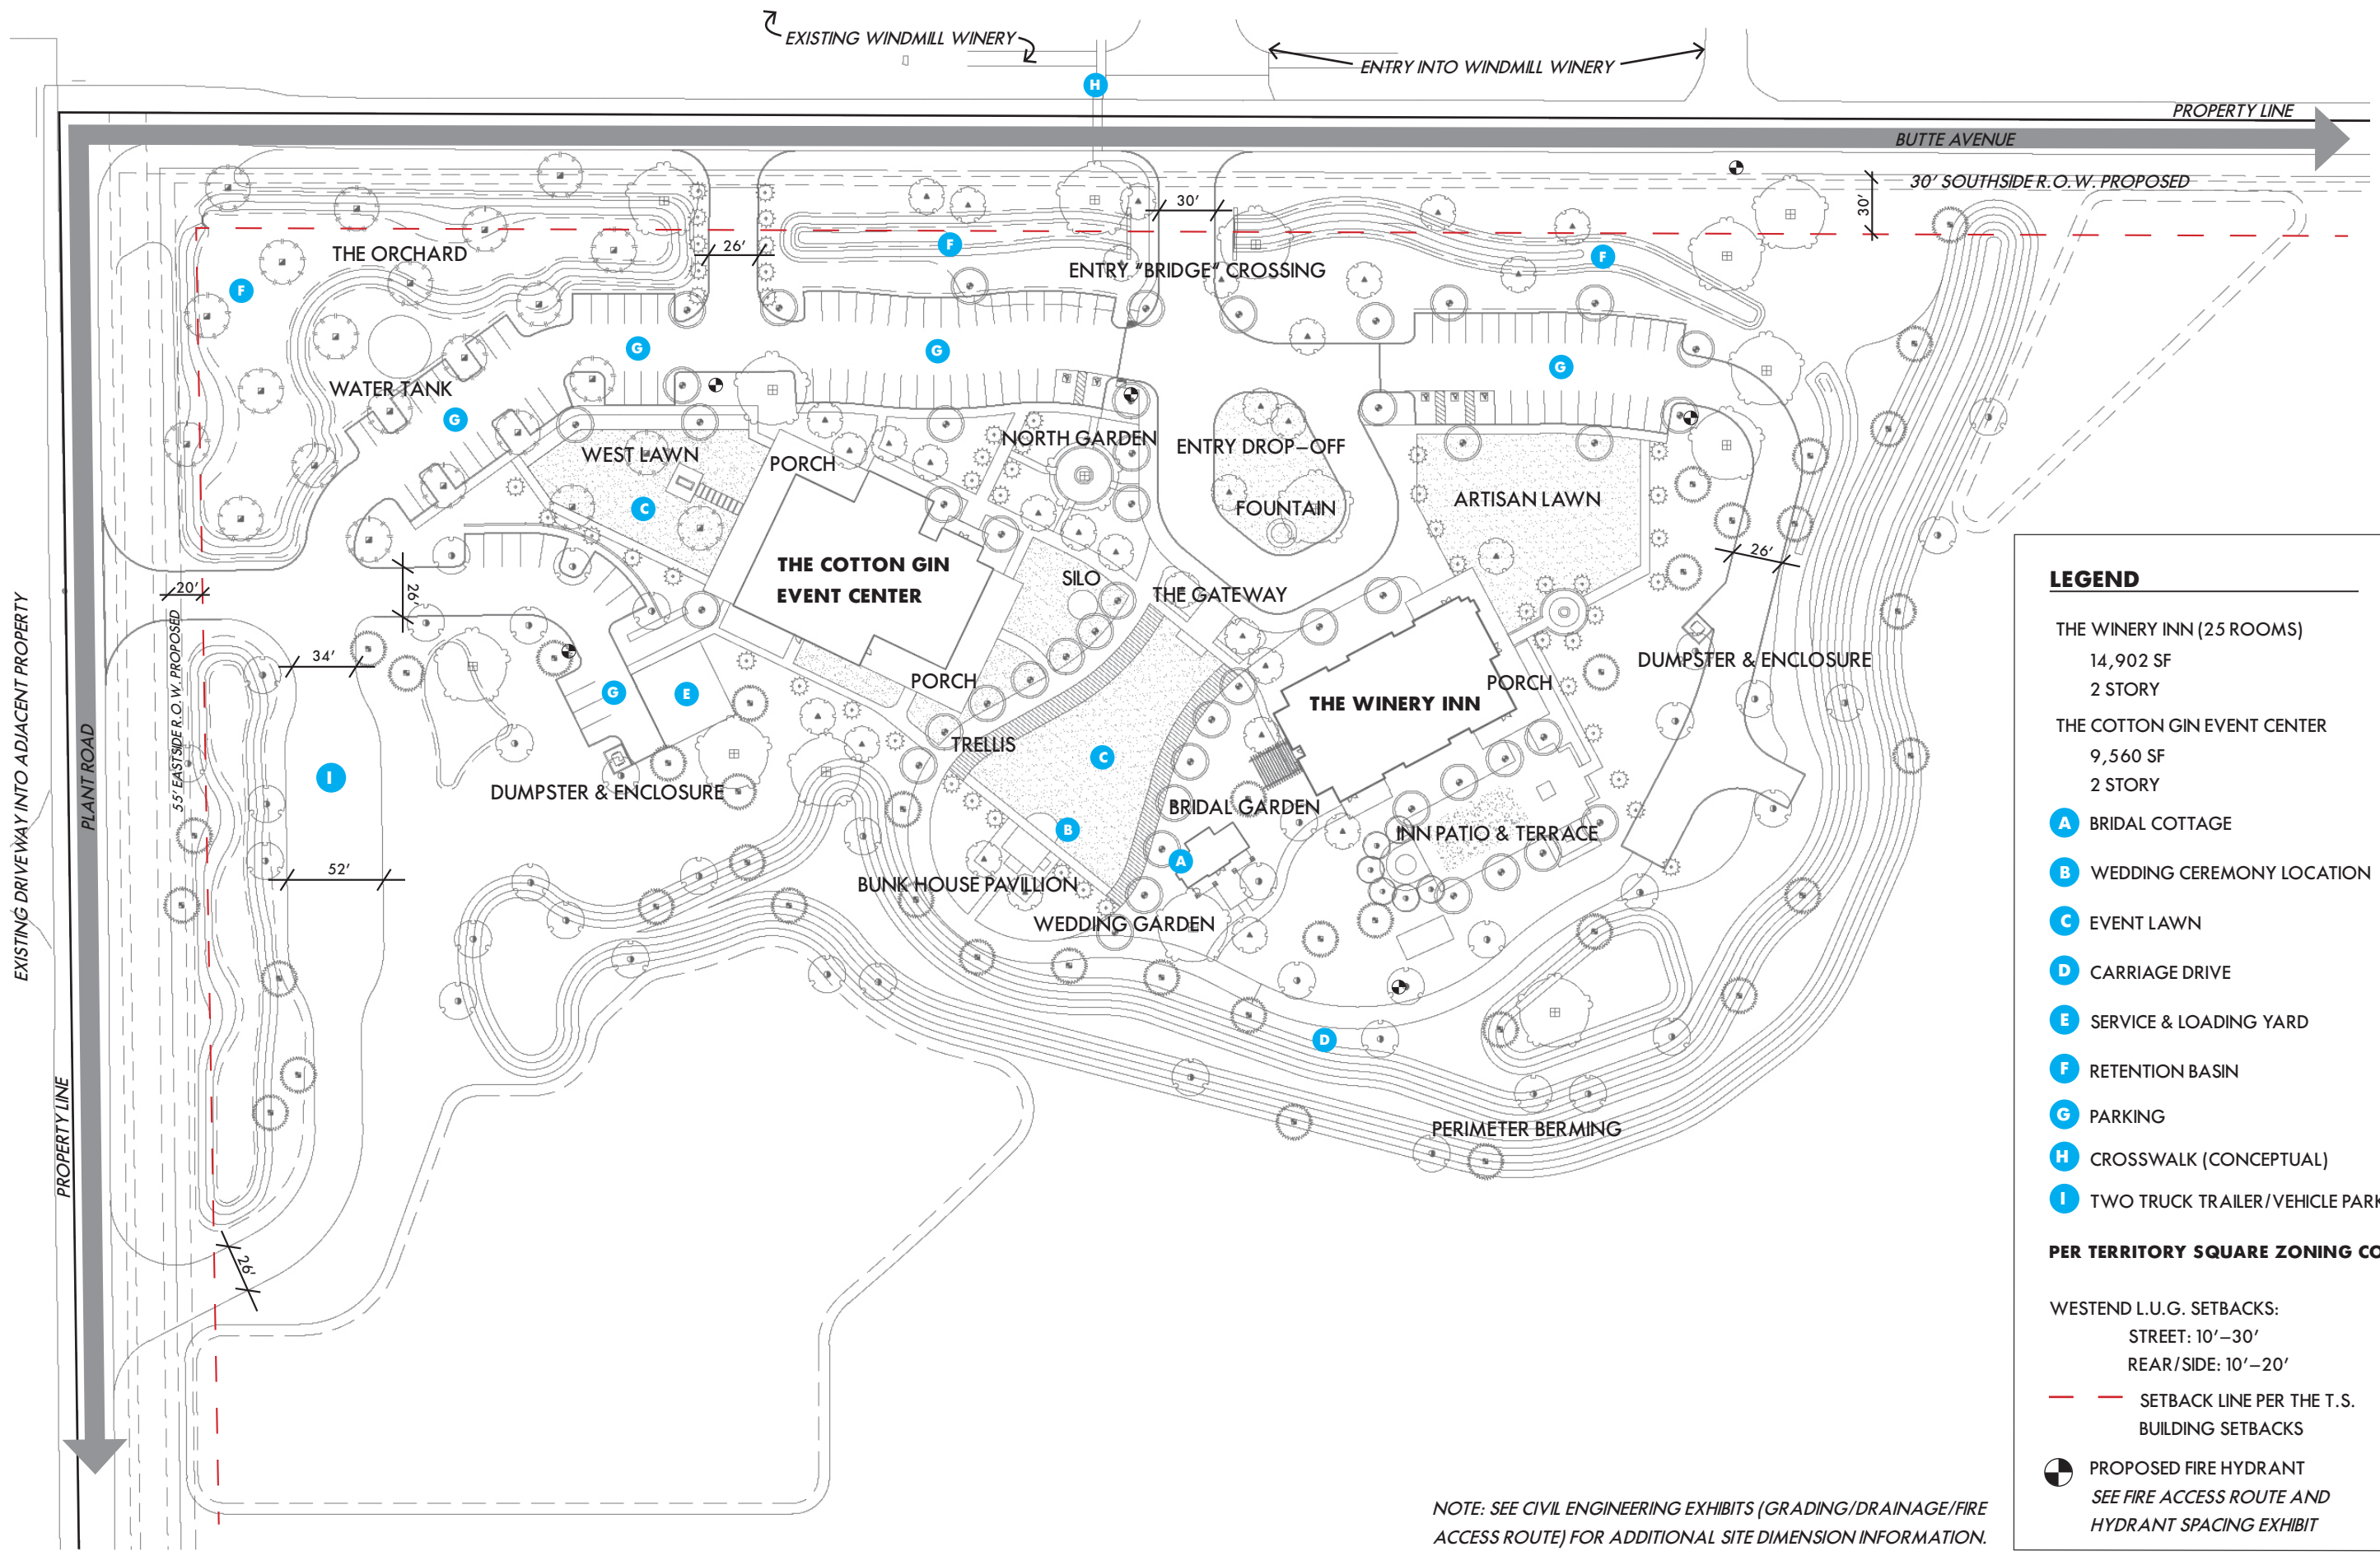 EXISTING WINDMILL WINERY
ENTRY INTO WINDMILL WINERY
H
PROPERTY LINE
BUTTE AVENUE
30' SOUTHSIDE R.O.W. PROPOSED
30'
30'
THE ORCHARD
26'
F
ENTRY "BRIDGE" CROSSING
F
F
G
G
G
WATER TANK
G
WEST LAWN
PORCH
NORTH GARDEN
ENTRY DROP-OFF
C
FOUNTAIN
ARTISAN LAWN
THE COTTON GIN
EVENT CENTER
SILO
THE GATEWAY
26'
20'
26'
34'
55' EASTSIDE R.O.W. PROPOSED
EXISTING DRIVEWAY INTO ADJACENT PROPERTY
PLANT ROAD
PROPERTY LINE
G
E
PORCH
PORCH
DUMPSTER & ENCLOSURE
THE WINERY INN
TRELLIS
C
I
DUMPSTER & ENCLOSURE
BRIDAL GARDEN
B
INN PATIO & TERRACE
A
52'
BUNK HOUSE PAVILLION
WEDDING GARDEN
D
PERIMETER BERMING
26'
LEGEND
THE WINERY INN (25 ROOMS)
14,902 SF
2 STORY
THE COTTON GIN EVENT CENTER
9,560 SF
2 STORY
A BRIDAL COTTAGE
B WEDDING CEREMONY LOCATION
C EVENT LAWN
D CARRIAGE DRIVE
E SERVICE & LOADING YARD
F RETENTION BASIN
G PARKING
H CROSSWALK (CONCEPTUAL)
I TWO TRUCK TRAILER/VEHICLE PARK
PER TERRITORY SQUARE ZONING CO
WESTEND L.U.G. SETBACKS:
STREET: 10'-30'
REAR/SIDE: 10'-20'
SETBACK LINE PER THE T.S.
BUILDING SETBACKS
PROPOSED FIRE HYDRANT
SEE FIRE ACCESS ROUTE AND
HYDRANT SPACING EXHIBIT
NOTE: SEE CIVIL ENGINEERING EXHIBITS (GRADING/DRAINAGE/FIRE
ACCESS ROUTE) FOR ADDITIONAL SITE DIMENSION INFORMATION.